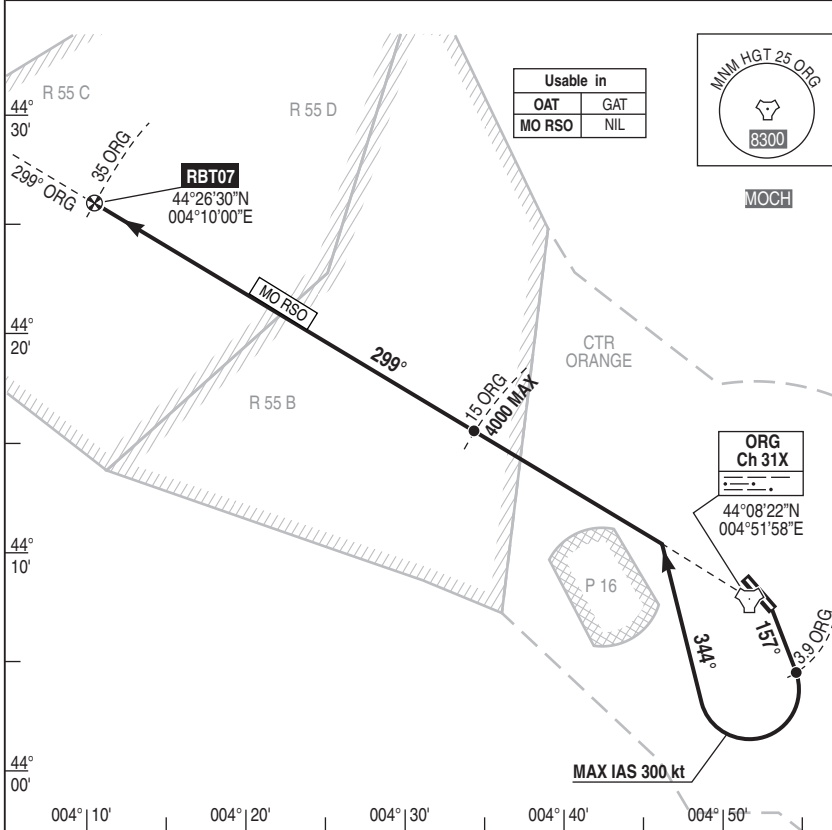 R 55 C
R 55 D
44°
30'
35 ORG
299° ORG
RBT07
44°26'30"N
004°10'00"E
Usable in
OAT GAT
MO RSO NIL
MNM HGT 25 ORG
8300
MOCH
MO RSO
44°
20'
299°
CTR
ORANGE
R 55 B
15 ORG
4000 MAX
ORG
Ch 31X
44°08'22"N
004°51'58"E
44°
10'
P 16
344°
157°
3.9 ORG
44°
00'
MAX IAS 300 kt
004°10' 004°20' 004°30' 004°40' 004°50'